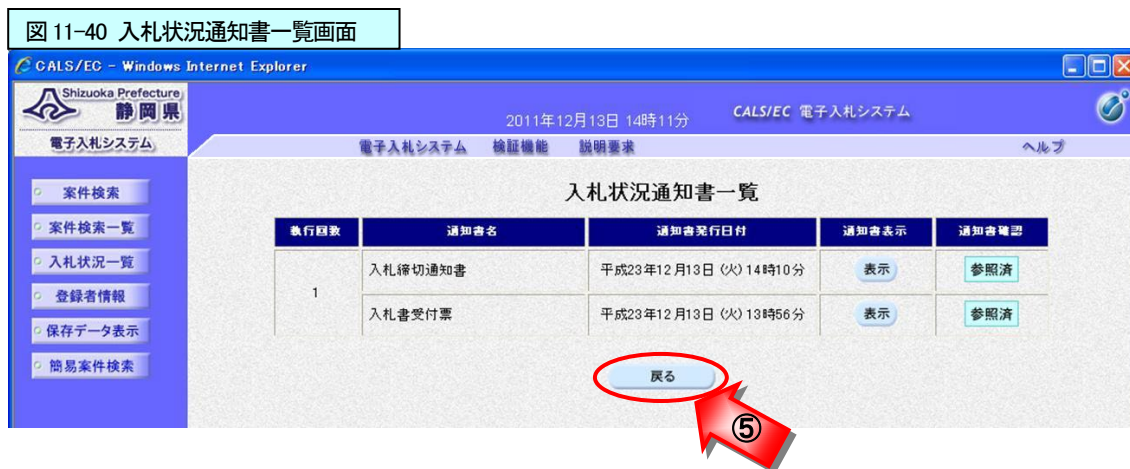 図 11-40 入札状況通知書一覧画面
CALS/EC - Windows Internet Explorer
Shizuoka Prefecture
静岡県
電子入札システム
2011年12月13日 14時11分
CALS/EC 電子入札システム
電子入札システム 検証機能 説明要求 ヘルプ
案件検索
案件検索一覧
入札状況一覧
登録者情報
保存データ表示
簡易案件検索
入札状況通知書一覧
執行回数 通知書名 通知書発行日付 通知書表示 通知書確認
1
入札締切通知書 平成23年12月13日 (火) 14時10分 表示 参照済
入札書受付票 平成23年12月13日 (火) 13時56分 表示 参照済
戻る
⑤